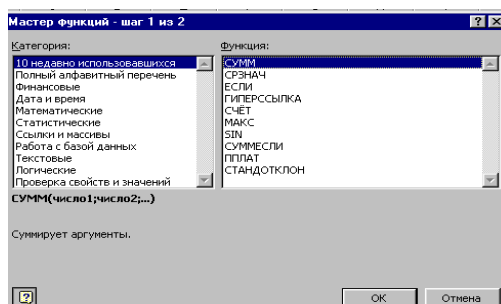 Мастер функций - шаг 1 из 2
Категория:
Функция:
10 недавно использовавшихся
Полный алфавитный перечень
Финансовые
Дата и время
Математические
Статистические
Ссылки и массивы
Работа с базой данных
Текстовые
Логические
Проверка свойств и значений
СУММ
СРЗНАЧ
ЕСЛИ
ГИПЕРССЫЛКА
СЧЁТ
МАКС
SIN
СУММЕСЛИ
ППЛАТ
СТАНДОТКЛОН
СУММ(число1;число2;...)
Суммирует аргументы.
ОК
Отмена